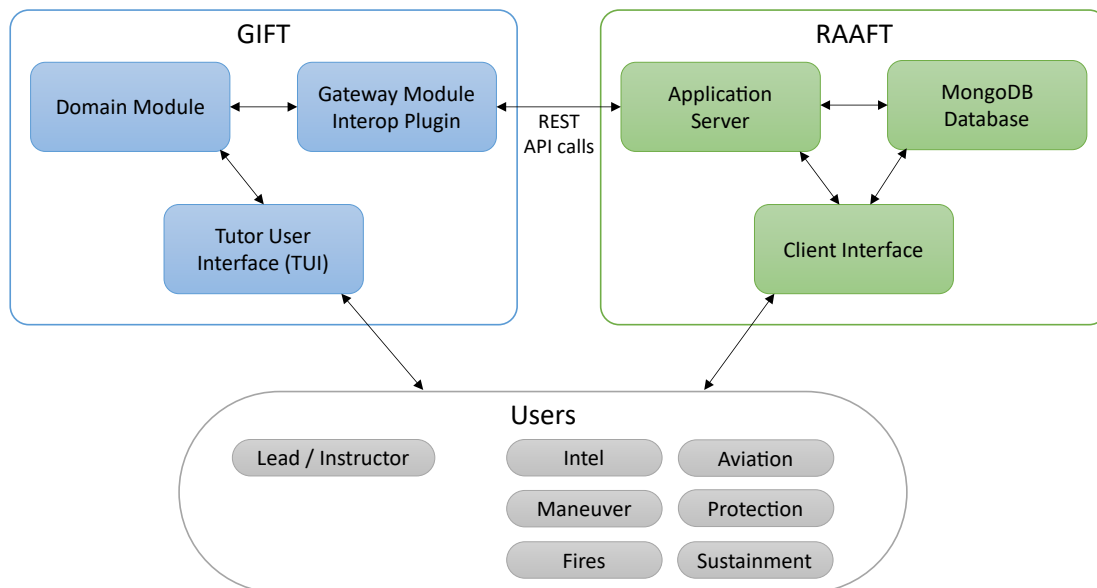 GIFT
Domain Module
Gateway Module
Interop Plugin
Tutor User
Interface (TUI)
REST
API calls
RAAFT
Application
Server
MongoDB
Database
Client Interface
Users
Lead / Instructor
Intel
Aviation
Maneuver
Protection
Fires
Sustainment